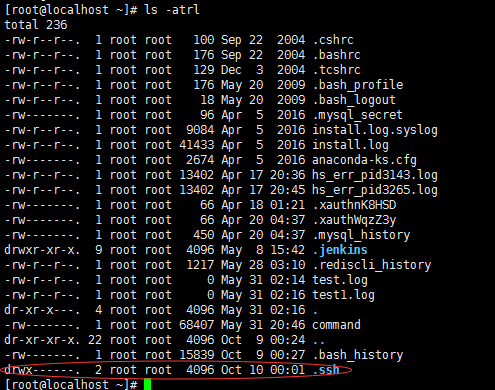 [root@localhost ~]# ls -atrl
total 236
-rw-r--r--. 1 root root 100 Sep 22 2004 .cshrc
-rw-r--r--. 1 root root 176 Sep 22 2004 .bashrc
-rw-r--r--. 1 root root 129 Dec 3 2004 .tcshrc
-rw-r--r--. 1 root root 176 May 20 2009 .bash_profile
-rw-r--r--. 1 root root 18 May 20 2009 .bash_logout
-rw-------. 1 root root 96 Apr 5 2016 .mysql_secret
-rw-r--r--. 1 root root 9084 Apr 5 2016 install.log.syslog
-rw-r--r--. 1 root root 41433 Apr 5 2016 install.log
-rw-------. 1 root root 2674 Apr 5 2016 anaconda-ks.cfg
-rw-r--r--. 1 root root 13402 Apr 17 20:36 hs_err_pid3143.log
-rw-r--r--. 1 root root 13402 Apr 17 20:45 hs_err_pid3265.log
-rw-------. 1 root root 66 Apr 18 01:21 .xauthnK8HSD
-rw-------. 1 root root 66 Apr 20 04:37 .xauthWqzZ3y
-rw-------. 1 root root 450 Apr 20 04:37 .mysql_history
drwxr-xr-x. 9 root root 4096 May 8 15:42 .jenkins
-rw-r--r--. 1 root root 1217 May 28 03:10 .rediscli_history
-rw-r--r--. 1 root root 0 May 31 02:14 test.log
-rw-r--r--. 1 root root 0 May 31 02:16 test1.log
dr-xr-x---. 4 root root 4096 May 31 02:16 .
-rw-------. 1 root root 68407 May 31 20:46 command
dr-xr-xr-x. 22 root root 4096 Oct 9 00:24 ..
-rw-------. 1 root root 15839 Oct 9 00:27 .bash_history
drwx------. 2 root root 4096 Oct 10 00:01 .ssh
[root@localhost ~]#